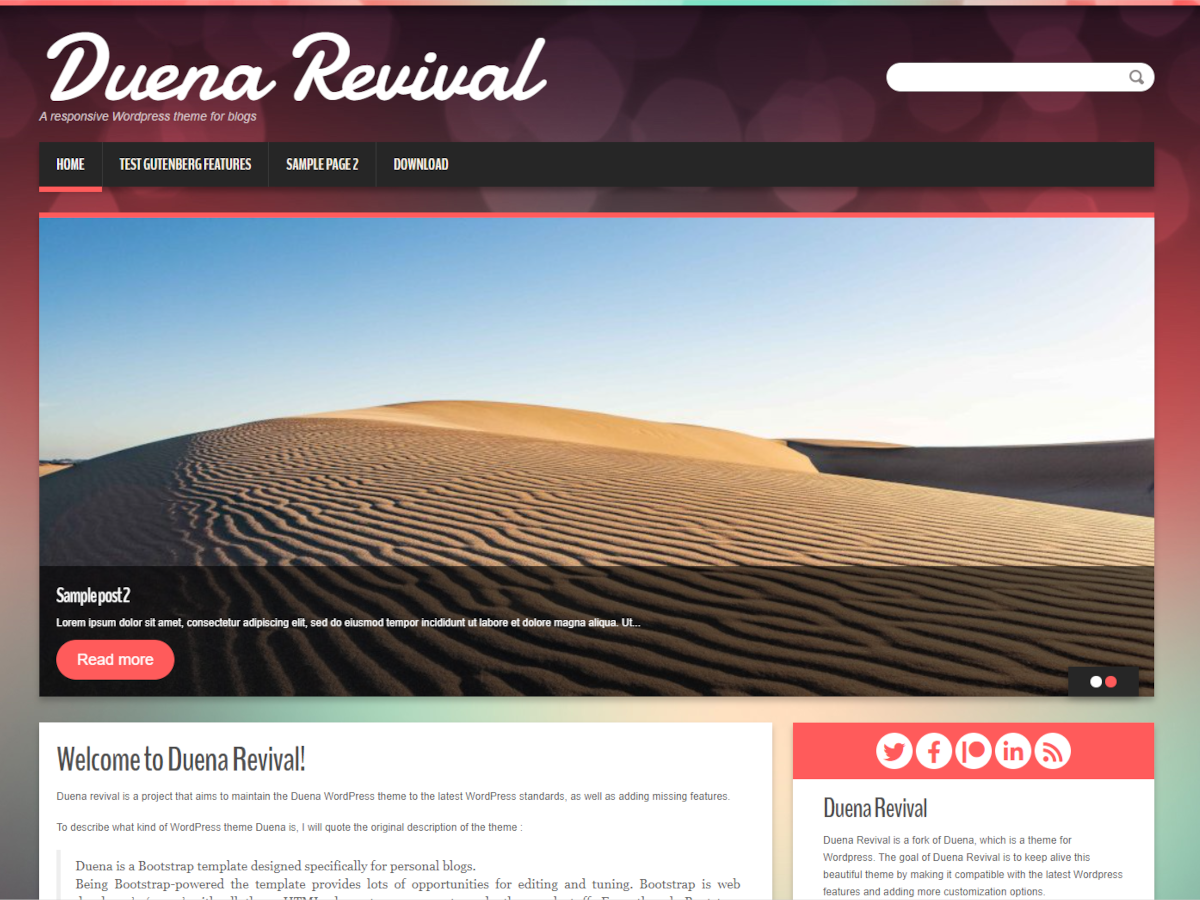 Duena Revival
A responsive Wordpress theme for blogs
HOME TEST GUTENBERG FEATURES SAMPLE PAGE 2 DOWNLOAD
Sample post 2
Lorem ipsum dolor sit amet, consectetur adipiscing elit, sed do eiusmod tempor incididunt ut labore et dolore magna aliqua. Ut...
Read more
Welcome to Duena Revival!
Duena revival is a project that aims to maintain the Duena WordPress theme to the latest WordPress standards, as well as adding missing features.
To describe what kind of WordPress theme Duena is, I will quote the original description of the theme :
Duena is a Bootstrap template designed specifically for personal blogs.
Being Bootstrap-powered the template provides lots of opportunities for editing and tuning. Bootstrap is web
Duena Revival
Duena Revival is a fork of Duena, which is a theme for
Wordpress. The goal of Duena Revival is to keep alive this
beautiful theme by making it compatible with the latest Wordpress
features and adding more customization options.